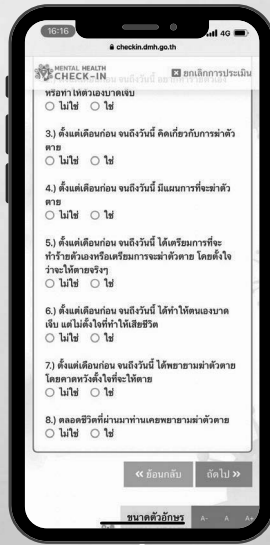 16:16
4G
checkin.dmh.go.th
MENTAL HEALTH
CHECK-IN
ยกเลิกการประเมิน
หรือทำให้ตัวเองบาดเจ็บ
ไม่ใช่ ใช่
3.) ตั้งแต่เดือนก่อน จนถึงวันนี้ คิดเกี่ยวกับการฆ่าตัว
ตาย
ไม่ใช่ ใช่
4.) ตั้งแต่เดือนก่อน จนถึงวันนี้ มีแผนการที่จะฆ่าตัว
ตาย
ไม่ใช่ ใช่
5.) ตั้งแต่เดือนก่อน จนถึงวันนี้ ได้เตรียมการที่จะ
ทำร้ายตัวเองหรือเตรียมการจะฆ่าตัวตาย โดยตั้งใจ
ว่าจะให้ตายจริงๆ
ไม่ใช่ ใช่
6.) ตั้งแต่เดือนก่อน จนถึงวันนี้ ได้ทำให้ตนเองบาด
เจ็บ แต่ไม่ตั้งใจที่ทำให้เสียชีวิต
ไม่ใช่ ใช่
7.) ตั้งแต่เดือนก่อน จนถึงวันนี้ ได้พยายามฆ่าตัวตาย
โดยคาดหวังตั้งใจที่จะให้ตาย
ไม่ใช่ ใช่
8.) ตลอดชีวิตที่ผ่านมาท่านเคยพยายามฆ่าตัวตาย
ไม่ใช่ ใช่
« ย้อนกลับ ถัดไป »
ขนาดตัวอักษร A- A A+